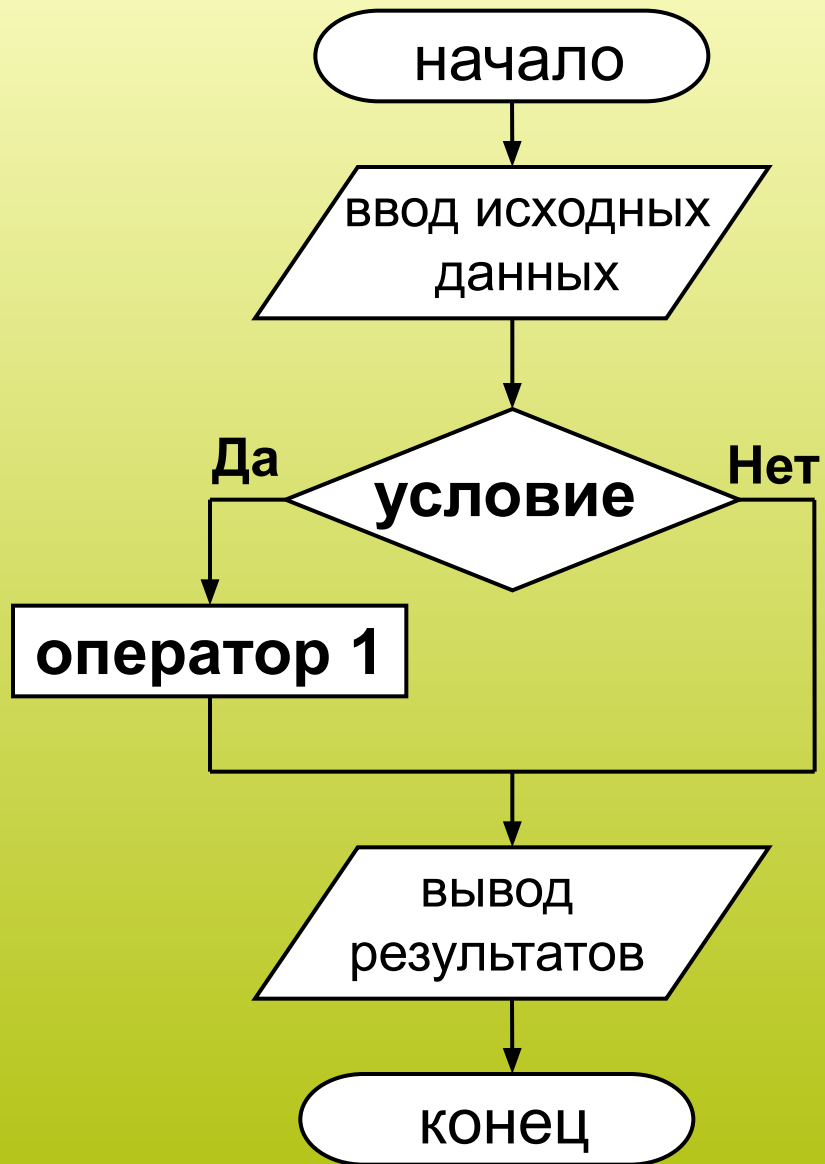 начало
ввод исходных
данных
Да
Нет
условие
оператор 1
вывод
результатов
конец